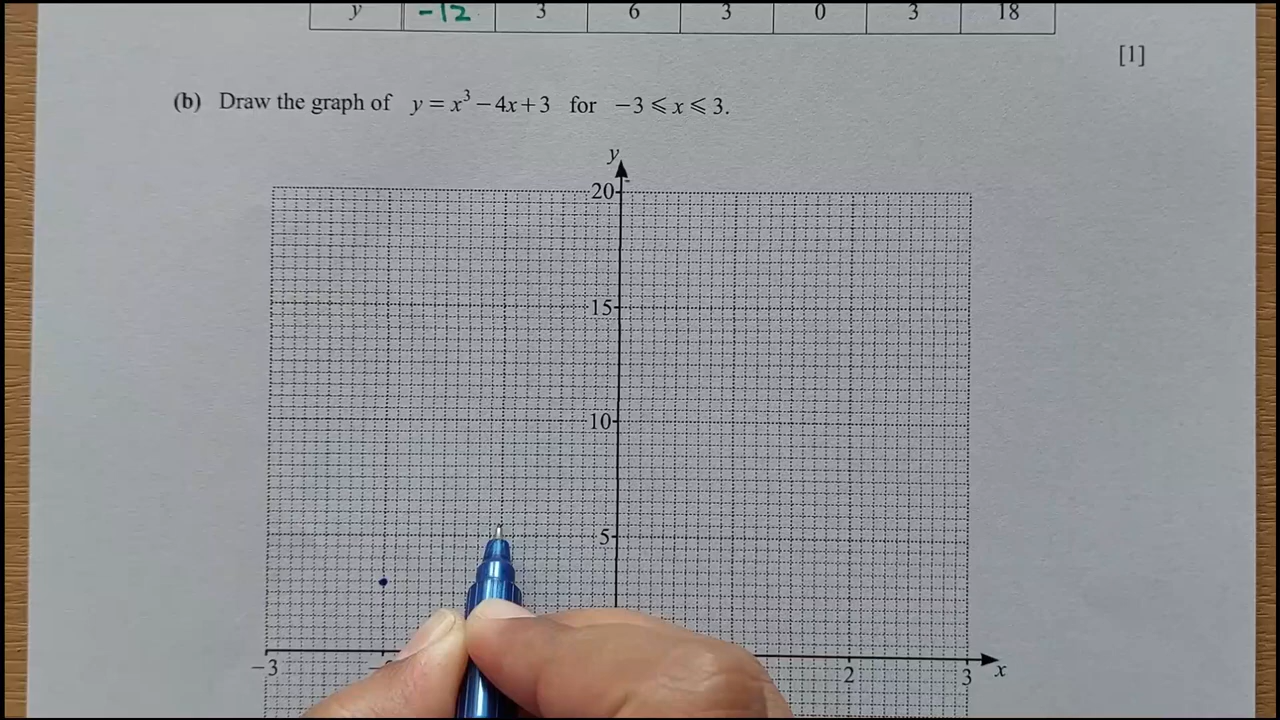 y -12 3 6 3 0 3 18
[1]
(b) Draw the graph of y = x³ − 4x + 3 for −3 ⩽ x ⩽ 3.
y
20
15
10
5
−3 2 3 x